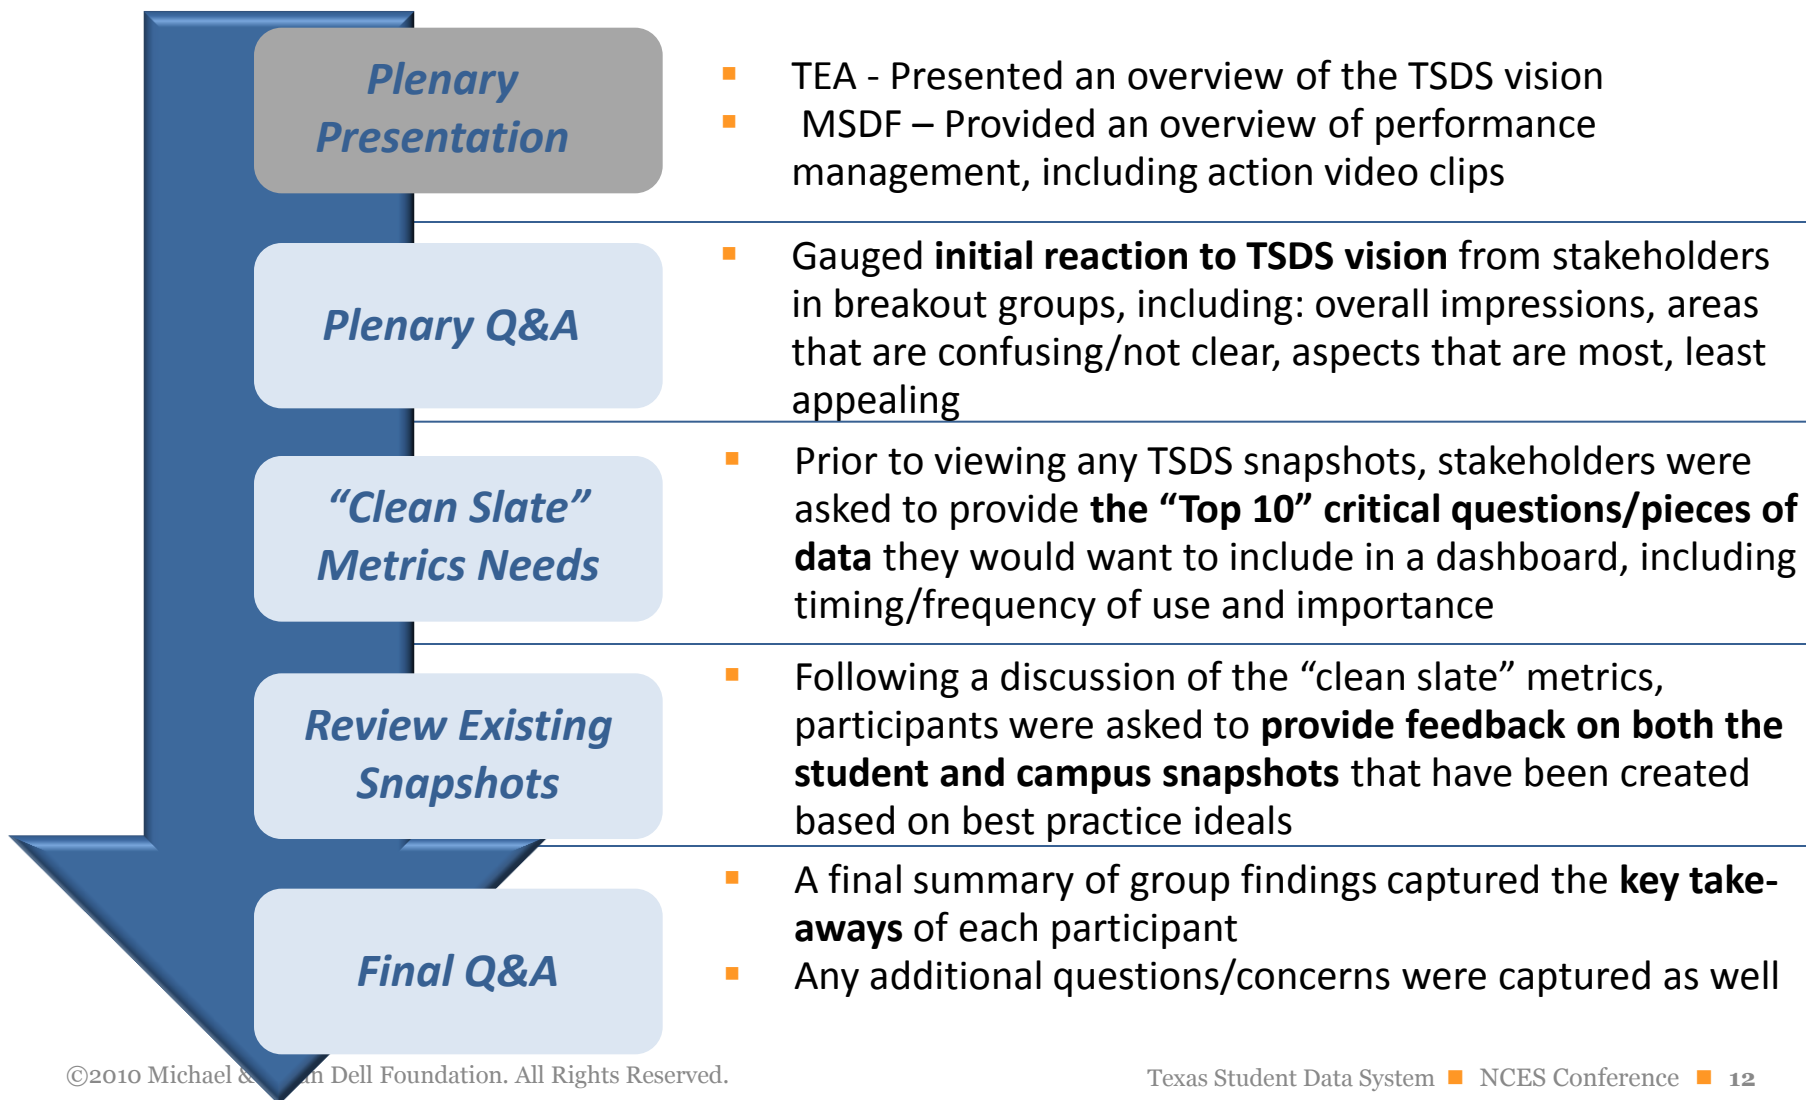 Plenary
Presentation
■ TEA - Presented an overview of the TSDS vision
■ MSDF – Provided an overview of performance
management, including action video clips
Plenary Q&A
■ Gauged initial reaction to TSDS vision from stakeholders
in breakout groups, including: overall impressions, areas
that are confusing/not clear, aspects that are most, least
appealing
“Clean Slate”
Metrics Needs
■ Prior to viewing any TSDS snapshots, stakeholders were
asked to provide the “Top 10” critical questions/pieces of
data they would want to include in a dashboard, including
timing/frequency of use and importance
Review Existing
Snapshots
■ Following a discussion of the “clean slate” metrics,
participants were asked to provide feedback on both the
student and campus snapshots that have been created
based on best practice ideals
Final Q&A
■ A final summary of group findings captured the key take-
aways of each participant
■ Any additional questions/concerns were captured as well
©2010 Michael & n Dell Foundation. All Rights Reserved.
Texas Student Data System ■ NCES Conference ■ 12